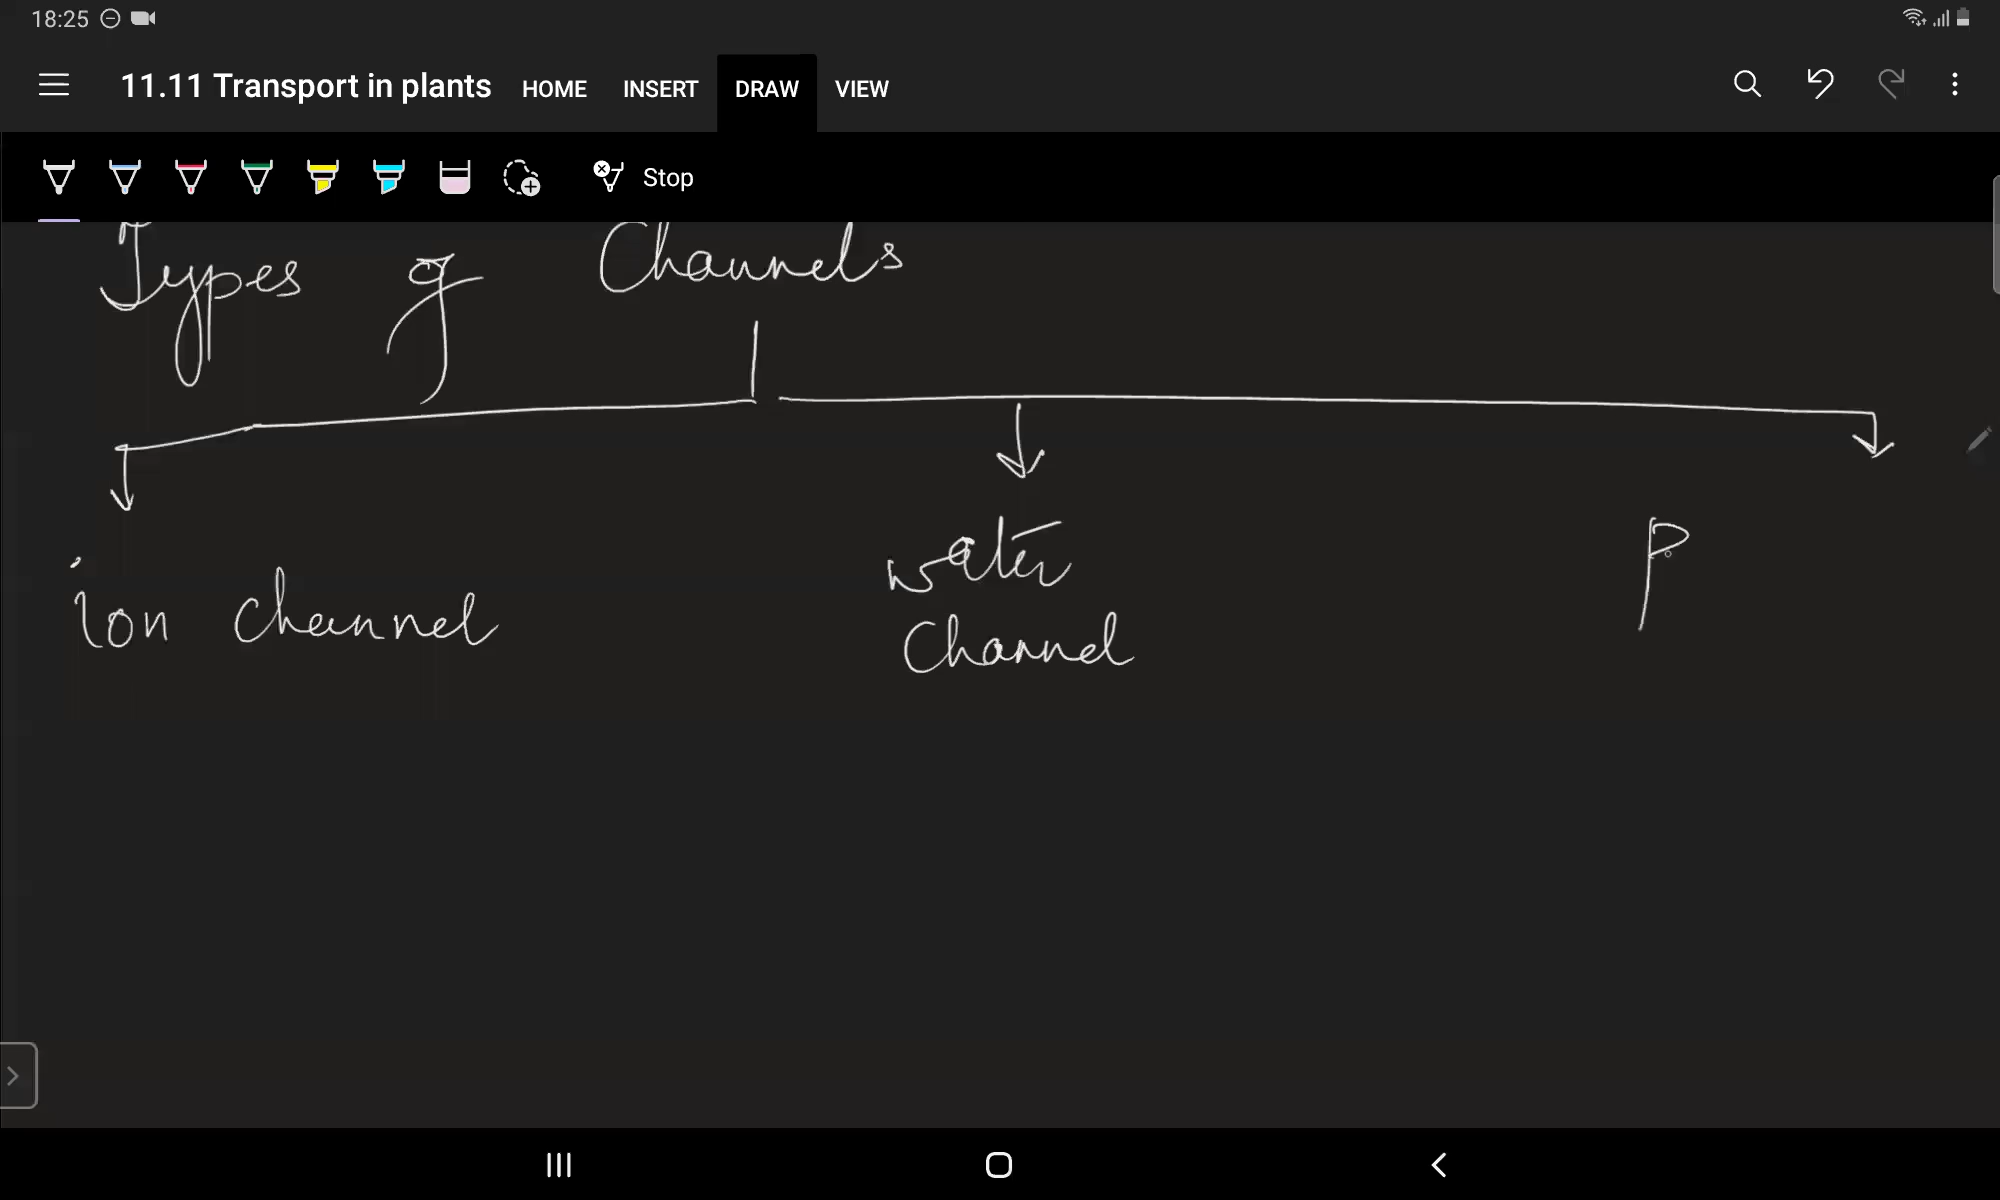 18:25
11.11 Transport in plants HOME INSERT DRAW VIEW
Stop
Types of Channels
ion channel
water
Channel
P